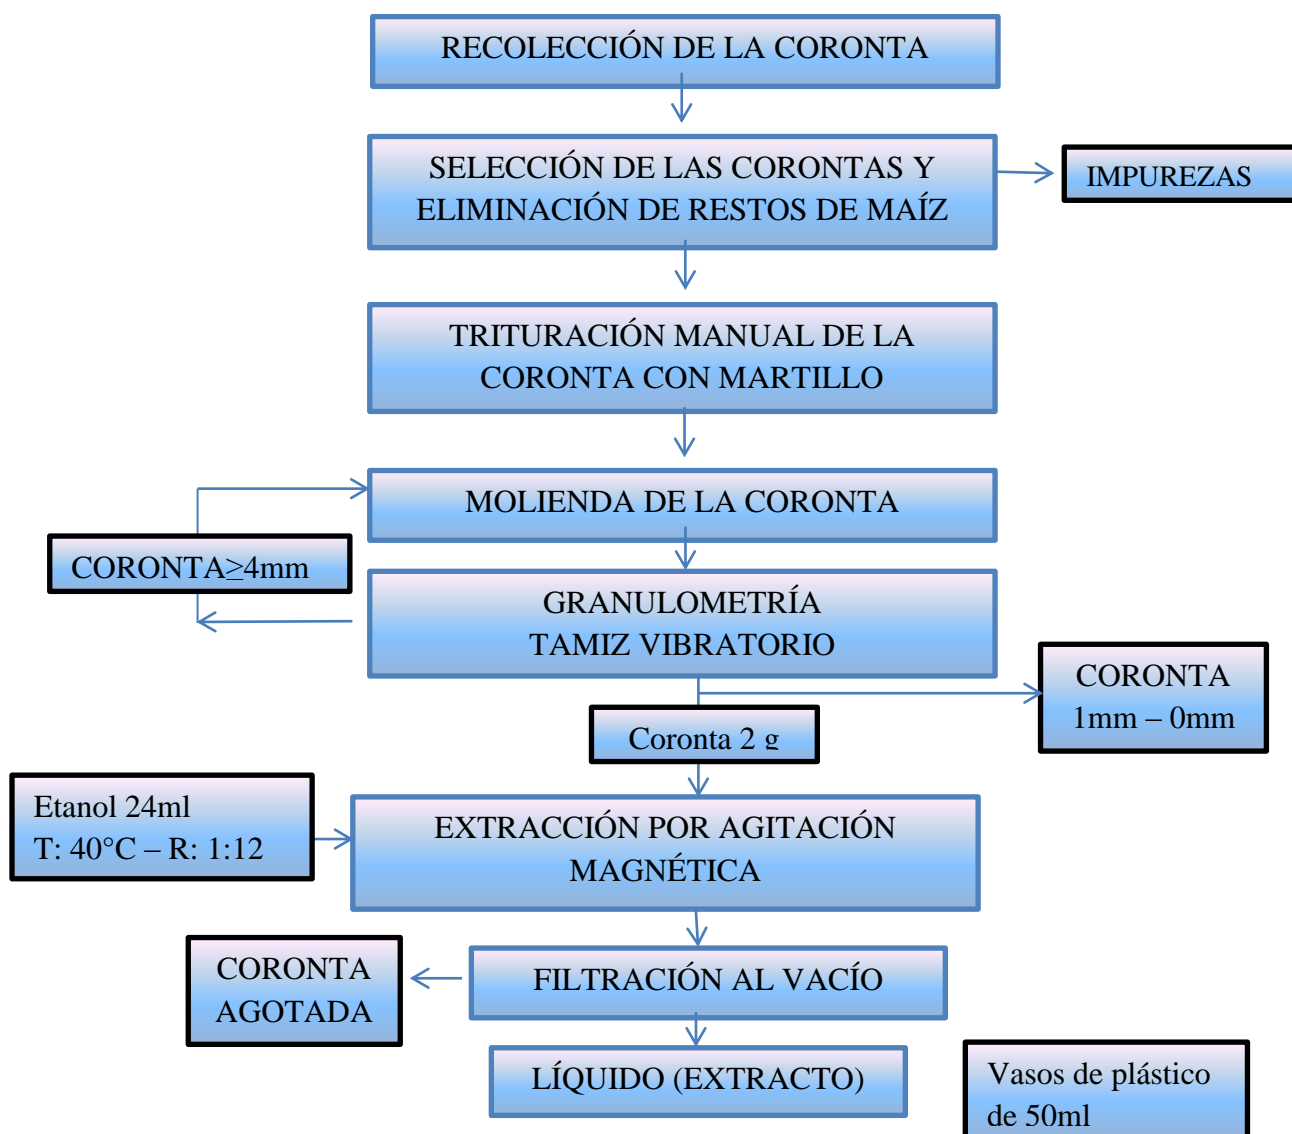 RECOLECCIÓN DE LA CORONTA
SELECCIÓN DE LAS CORONTAS Y
ELIMINACIÓN DE RESTOS DE MAÍZ
IMPUREZAS
TRITURACIÓN MANUAL DE LA
CORONTA CON MARTILLO
MOLIENDA DE LA CORONTA
CORONTA≥4mm
GRANULOMETRÍA
TAMIZ VIBRATORIO
CORONTA
1mm – 0mm
Coronta 2 g
Etanol 24ml
T: 40°C – R: 1:12
EXTRACCIÓN POR AGITACIÓN
MAGNÉTICA
CORONTA
AGOTADA
FILTRACIÓN AL VACÍO
LÍQUIDO (EXTRACTO)
Vasos de plástico
de 50ml